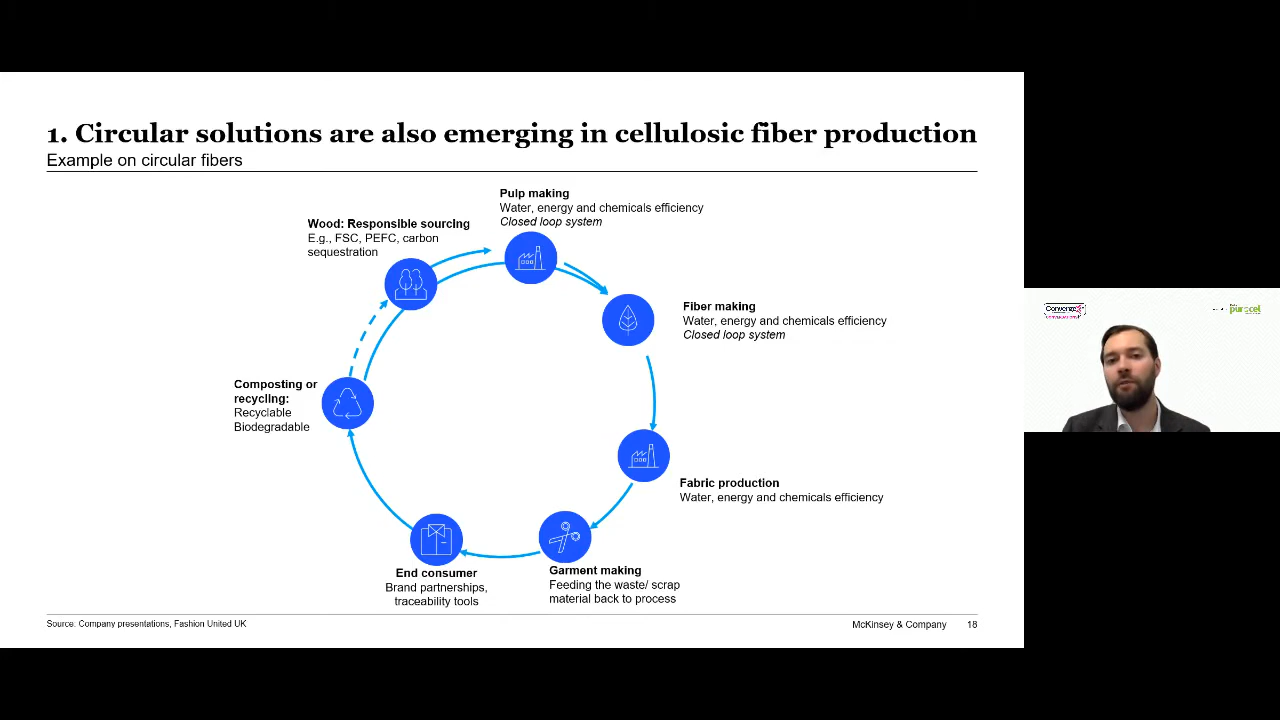 1. Circular solutions are also emerging in cellulosic fiber production
Example on circular fibers
Pulp making
Water, energy and chemicals efficiency
Closed loop system
Wood: Responsible sourcing
E.g., FSC, PEFC, carbon
sequestration
Fiber making
Water, energy and chemicals efficiency
Closed loop system
Composting or
recycling:
Recyclable
Biodegradable
Fabric production
Water, energy and chemicals efficiency
End consumer
Brand partnerships,
traceability tools
Garment making
Feeding the waste/ scrap
material back to process
Source: Company presentations, Fashion United UK
McKinsey & Company 18
purocel